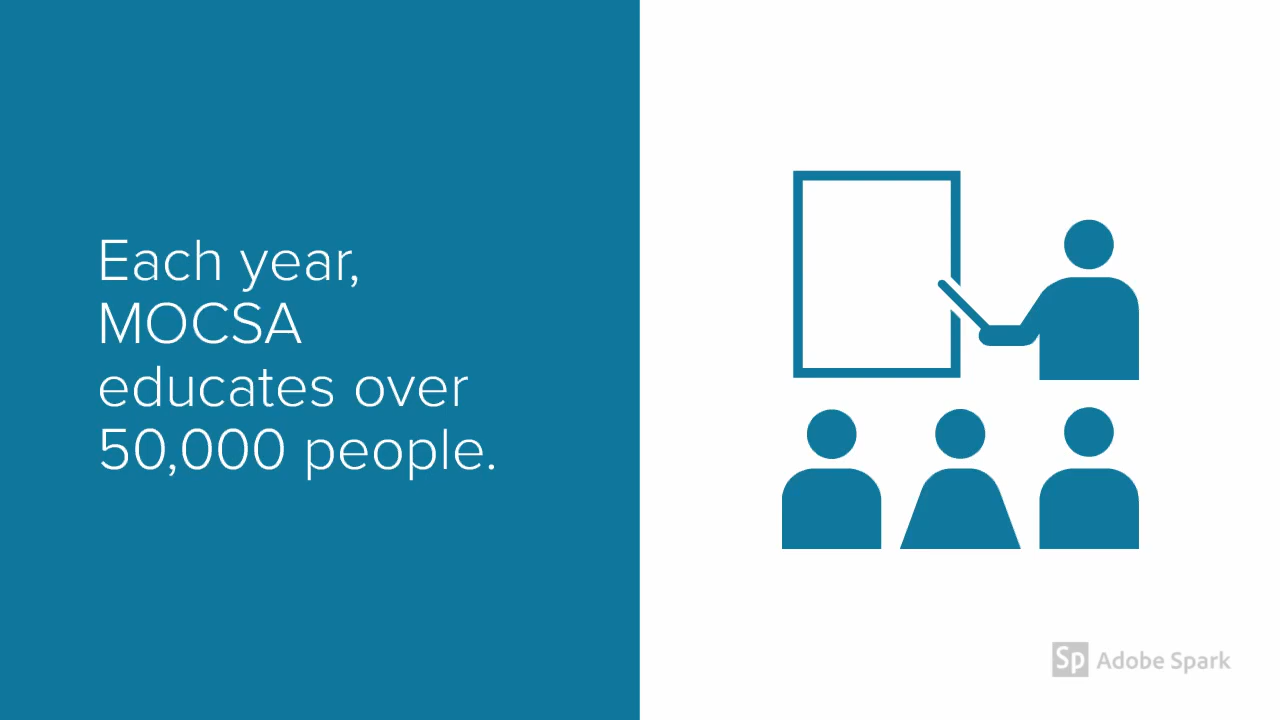 Each year,
MOCSA
educates over
50,000 people.
Sp Adobe Spark